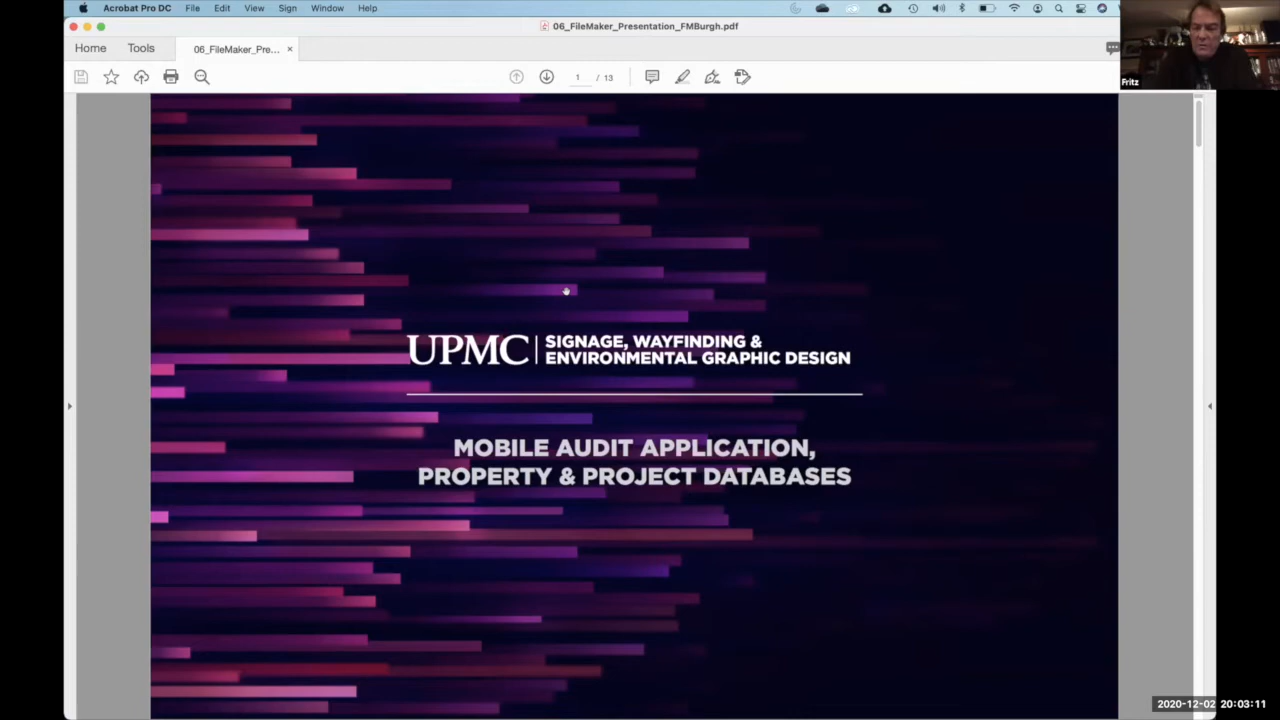 Acrobat Pro DC File Edit View Sign Window Help
06_FileMaker_Presentation_FMBurgh.pdf
Home Tools 06_FileMaker_Pre... ×
1 / 13
Fritz
UPMC
SIGNAGE, WAYFINDING &
ENVIRONMENTAL GRAPHIC DESIGN
MOBILE AUDIT APPLICATION,
PROPERTY & PROJECT DATABASES
2020-12-02 20:03:11